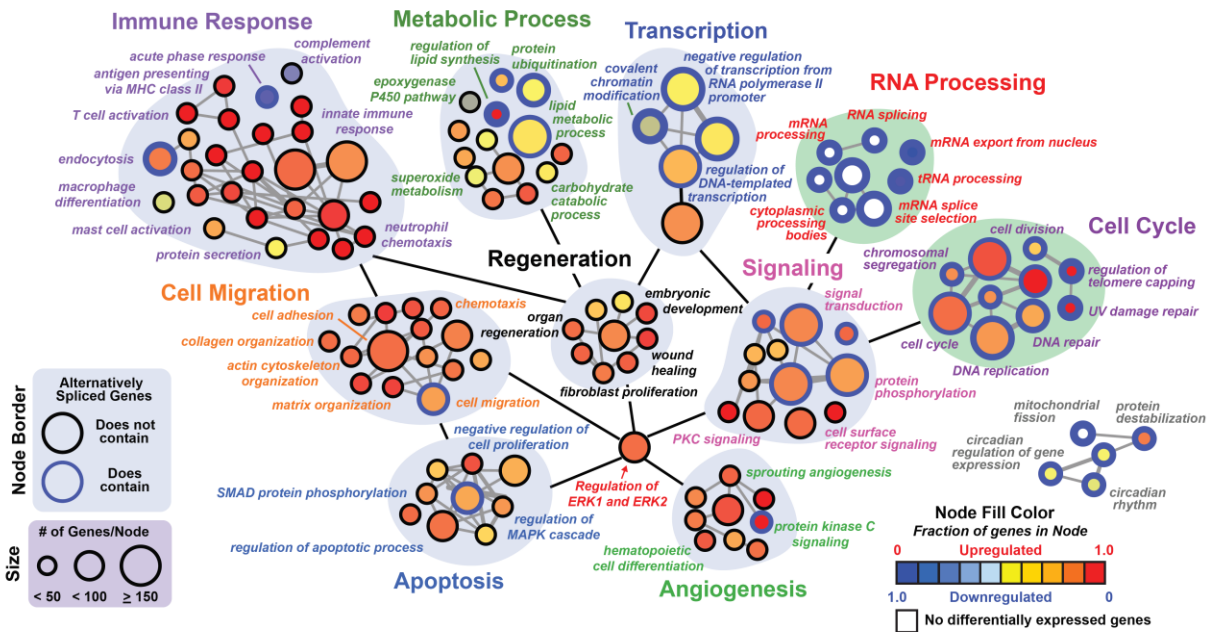 Immune Response
acute phase response
complement
activation
antigen presenting
via MHC class II
T cell activation
innate immune
response
endocytosis
macrophage
differentiation
mast cell activation
protein secretion
neutrophil
chemotaxis
Metabolic Process
regulation of
lipid synthesis
protein
ubiquitination
epoxygenase
P450 pathway
lipid
metabolic
process
superoxide
metabolism
carbohydrate
catabolic
process
Transcription
covalent
chromatin
modification
negative regulation
of transcription from
RNA polymerase II
promoter
regulation of
DNA-templated
transcription
RNA Processing
RNA splicing
mRNA
processing
mRNA export from nucleus
tRNA processing
mRNA splice
site selection
cytoplasmic
processing
bodies
Cell Cycle
cell division
chromosomal
segregation
regulation of
telomere capping
UV damage repair
DNA repair
cell cycle
DNA replication
Regeneration
embryonic
development
organ
regeneration
wound
healing
fibroblast proliferation
Signaling
signal
transduction
protein
phosphorylation
PKC signaling
cell surface
receptor signaling
Cell Migration
chemotaxis
cell adhesion
collagen organization
actin cytoskeleton
organization
matrix organization
cell migration
negative regulation of
cell proliferation
SMAD protein phosphorylation
regulation of
MAPK cascade
regulation of apoptotic process
Apoptosis
Regulation of
ERK1 and ERK2
sprouting angiogenesis
protein kinase C
signaling
hematopoietic
cell differentiation
Angiogenesis
mitochondrial
fission
protein
destabilization
circadian
regulation of gene
expression
circadian
rhythm
Node Border
Alternatively
Spliced Genes
Does not
contain
Does
contain
Size
# of Genes/Node
< 50
< 100
≥ 150
Node Fill Color
Fraction of genes in Node
0 Upregulated 1.0
1.0 Downregulated 0
No differentially expressed genes